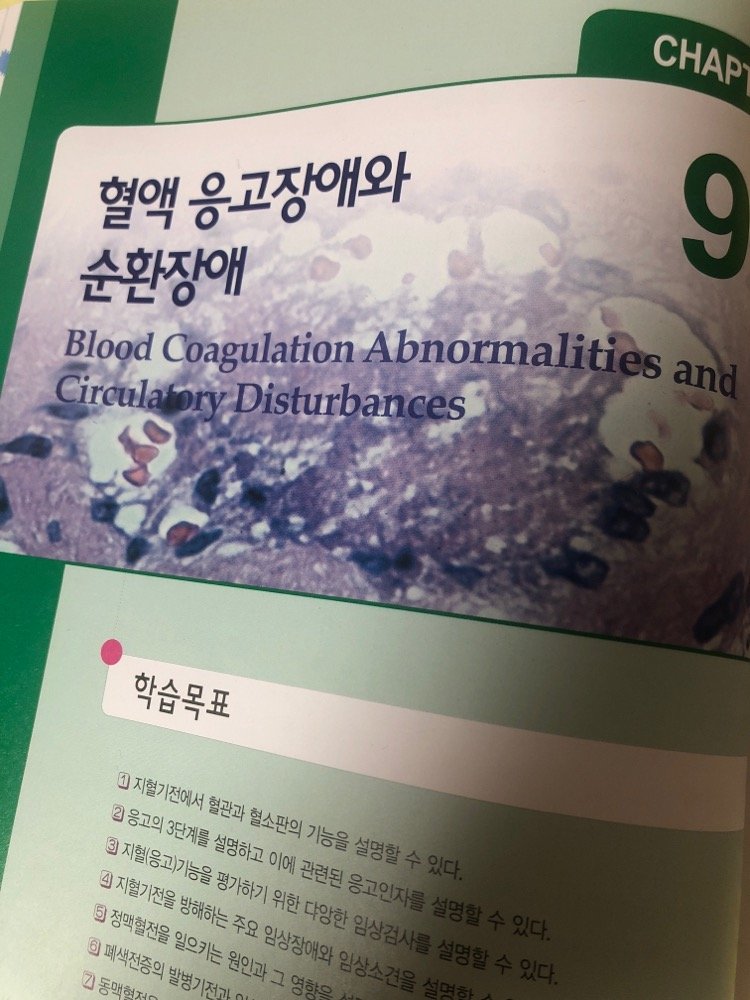 CHAPT
9
혈액 응고장애와
순환장애
Blood Coagulation Abnormalities and
Circulatory Disturbances
학습목표
1 지혈기전에서 혈관과 혈소판의 기능을 설명할 수 있다.
2 응고의 3단계를 설명하고 이에 관련된 응고인자를 설명할 수 있다.
3 지혈(응고)기능을 평가하기 위한 다양한 임상검사를 설명할 수 있다.
4 지혈기전을 방해하는 주요 임상장애와 임상소견을 설명할 수
5 정맥혈전을 일으키는 원인과 그 영향을
6 폐색전증의 발병기전과
7 동맥혈전